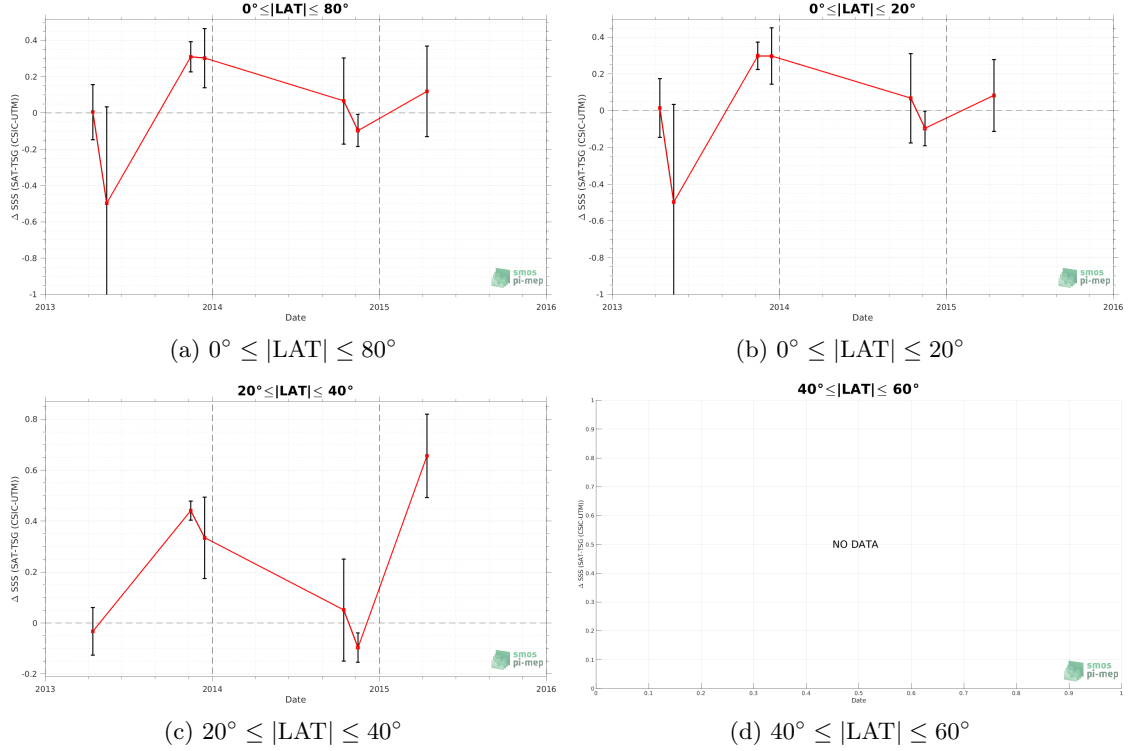 0°≤|LAT|≤ 80°
0.4
0.2
0
-0.2
-0.4
-0.6
-0.8
-1
Δ SSS (SAT-TSG (CSIC-UTM))
2013
2014
2015
2016
Date
smos
pi-mep
(a) 0° ≤ |LAT| ≤ 80°
0°≤|LAT|≤ 20°
0.4
0.2
0
-0.2
-0.4
-0.6
-0.8
-1
Δ SSS (SAT-TSG (CSIC-UTM))
2013
2014
2015
2016
Date
smos
pi-mep
(b) 0° ≤ |LAT| ≤ 20°
20°≤|LAT|≤ 40°
0.8
0.6
0.4
0.2
0
-0.2
Δ SSS (SAT-TSG (CSIC-UTM))
2013
2014
2015
2016
Date
smos
pi-mep
(c) 20° ≤ |LAT| ≤ 40°
40°≤|LAT|≤ 60°
1
0.9
0.8
0.7
0.6
0.5
0.4
0.3
0.2
0.1
0
Δ SSS (SAT-TSG (CSIC-UTM))
NO DATA
0
0.1
0.2
0.3
0.4
0.5
0.6
0.7
0.8
0.9
1
Date
smos
pi-mep
(d) 40° ≤ |LAT| ≤ 60°